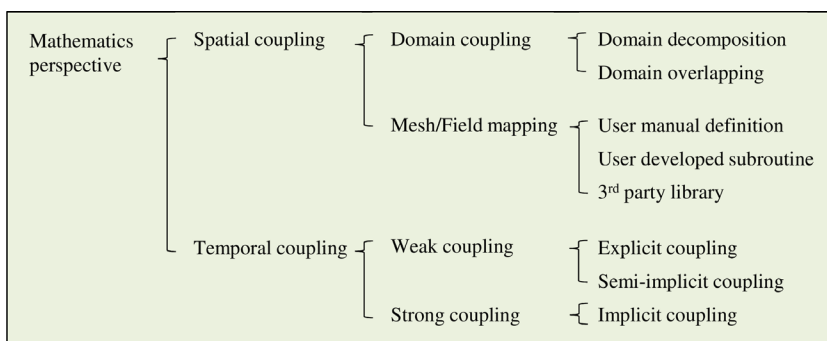 Mathematics
perspective
Spatial coupling
Domain coupling
Domain decomposition
Domain overlapping
Mesh/Field mapping
User manual definition
User developed subroutine
3rd party library
Temporal coupling
Weak coupling
Explicit coupling
Semi-implicit coupling
Strong coupling
Implicit coupling